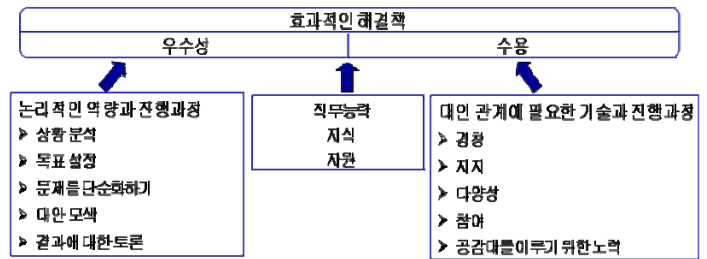 효과적인 해결책
우수성
수용
논리적인 역량과 진행과정
➢ 상황 분석
➢ 목표 설정
➢ 문제를 단순화하기
➢ 대안 모색
➢ 결과에 대한 토론
직무능력
지식
자원
대인 관계에 필요한 기술과 진행과정
➢ 경청
➢ 지지
➢ 다양성
➢ 참여
➢ 공감대를 이루기 위한 노력